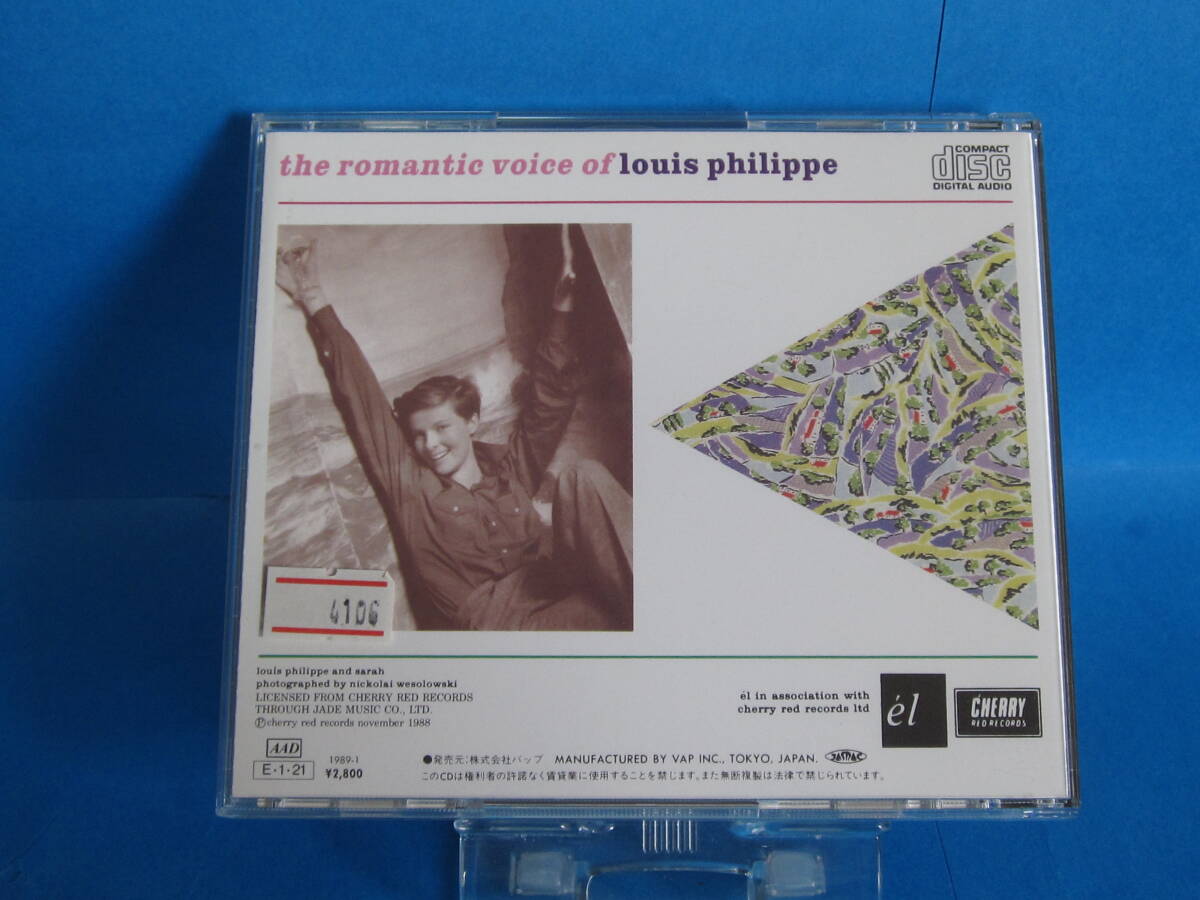 the romantic voice of louis philippe
COMPACT
disc
DIGITAL AUDIO
4106
louis philippe and sarah
photographed by nickolai wesolowski
LICENSED FROM CHERRY RED RECORDS
THROUGH JADE MUSIC CO., LTD.
Ⓟcherry red records november 1988
él in association with
cherry red records ltd
él
CHERRY
RED RECORDS
AAD
E・1・21
1989-1
¥2,800
●発売元:株式会社バップ MANUFACTURED BY VAP INC., TOKYO, JAPAN. JASRAC
このCDは権利者の許諾なく賃貸業に使用することを禁じます。また無断複製は法律で禁じられています。